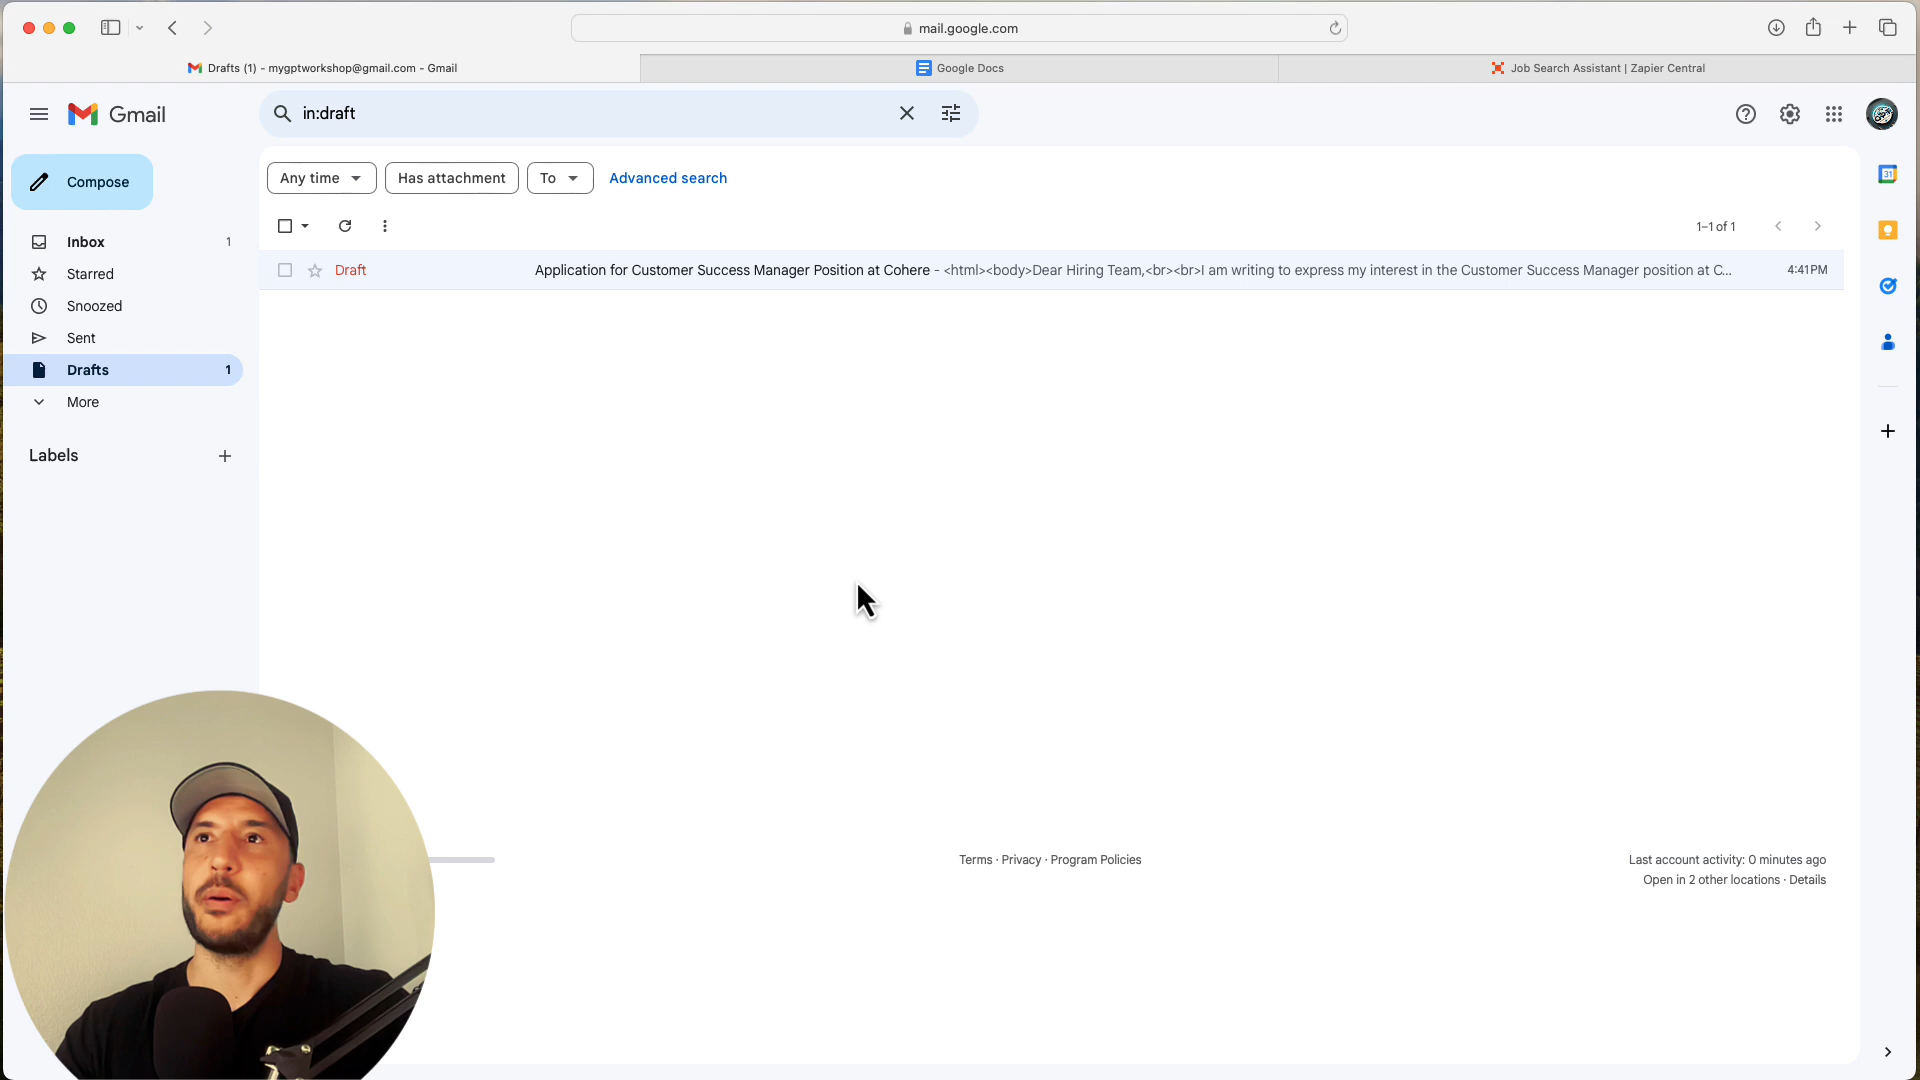 mail.google.com
Drafts (1) - mygptworkshop@gmail.com - Gmail
Google Docs
Job Search Assistant | Zapier Central
Gmail
in:draft
Compose
Any time
Has attachment
To
Advanced search
1–1 of 1
Inbox 1
Starred
Snoozed
Sent
Drafts 1
More
Labels
Draft Application for Customer Success Manager Position at Cohere - <html><body>Dear Hiring Team,<br><br>I am writing to express my interest in the Customer Success Manager position at C... 4:41 PM
31
Terms · Privacy · Program Policies
Last account activity: 0 minutes ago
Open in 2 other locations · Details